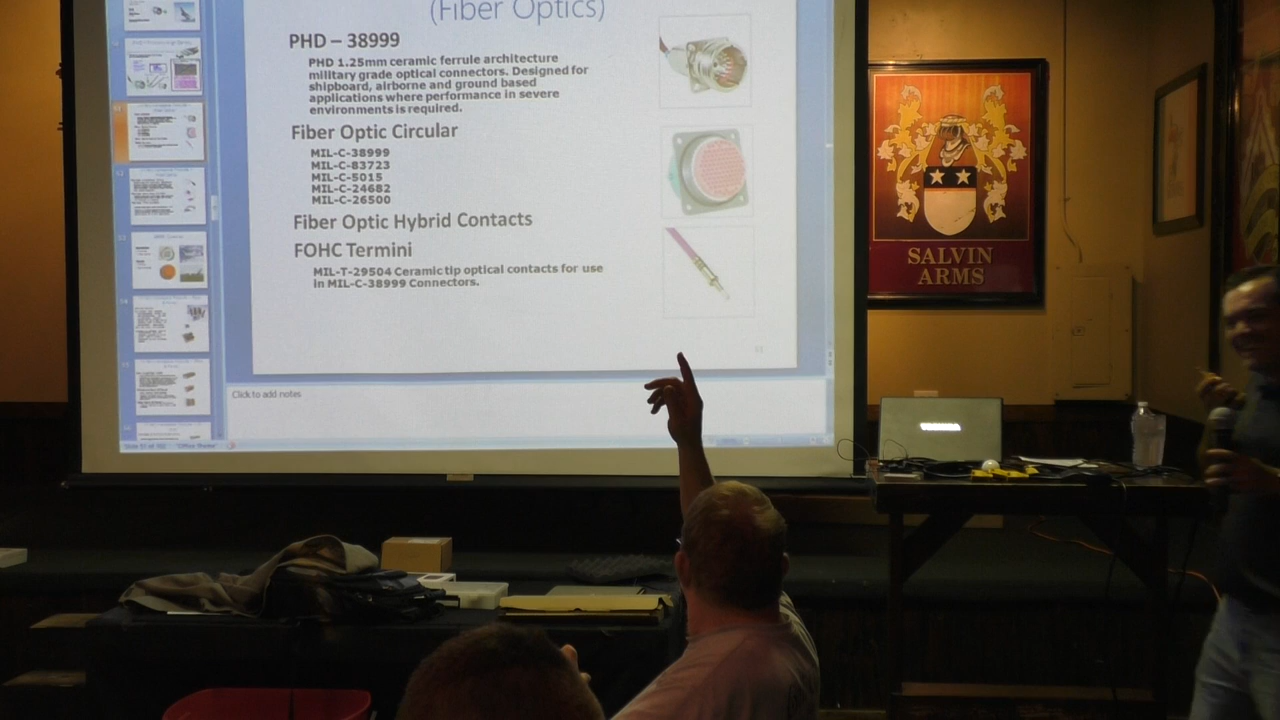 (Fiber Optics)
PHD – 38999
PHD 1.25mm ceramic ferrule architecture
military grade optical connectors. Designed for
shipboard, airborne and ground based
applications where performance in severe
environments is required.
Fiber Optic Circular
MIL-C-38999
MIL-C-83723
MIL-C-5015
MIL-C-24682
MIL-C-26500
Fiber Optic Hybrid Contacts
FOHC Termini
MIL-T-29504 Ceramic tip optical contacts for use
in MIL-C-38999 Connectors.
Click to add notes
SALVIN
ARMS
TOSHIBA